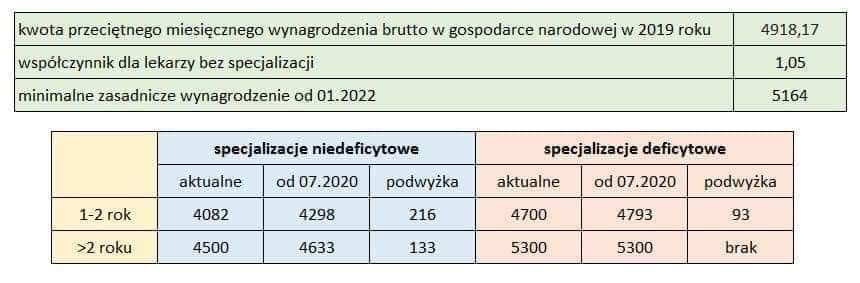 kwota przeciętnego miesięcznego wynagrodzenia brutto w gospodarce narodowej w 2019 roku 4918,17
współczynnik dla lekarzy bez specjalizacji 1,05
minimalne zasadnicze wynagrodzenie od 01.2022 5164
specjalizacje niedeficytowe specjalizacje deficytowe
aktualne od 07.2020 podwyżka aktualne od 07.2020 podwyżka
1-2 rok 4082 4298 216 4700 4793 93
>2 roku 4500 4633 133 5300 5300 brak